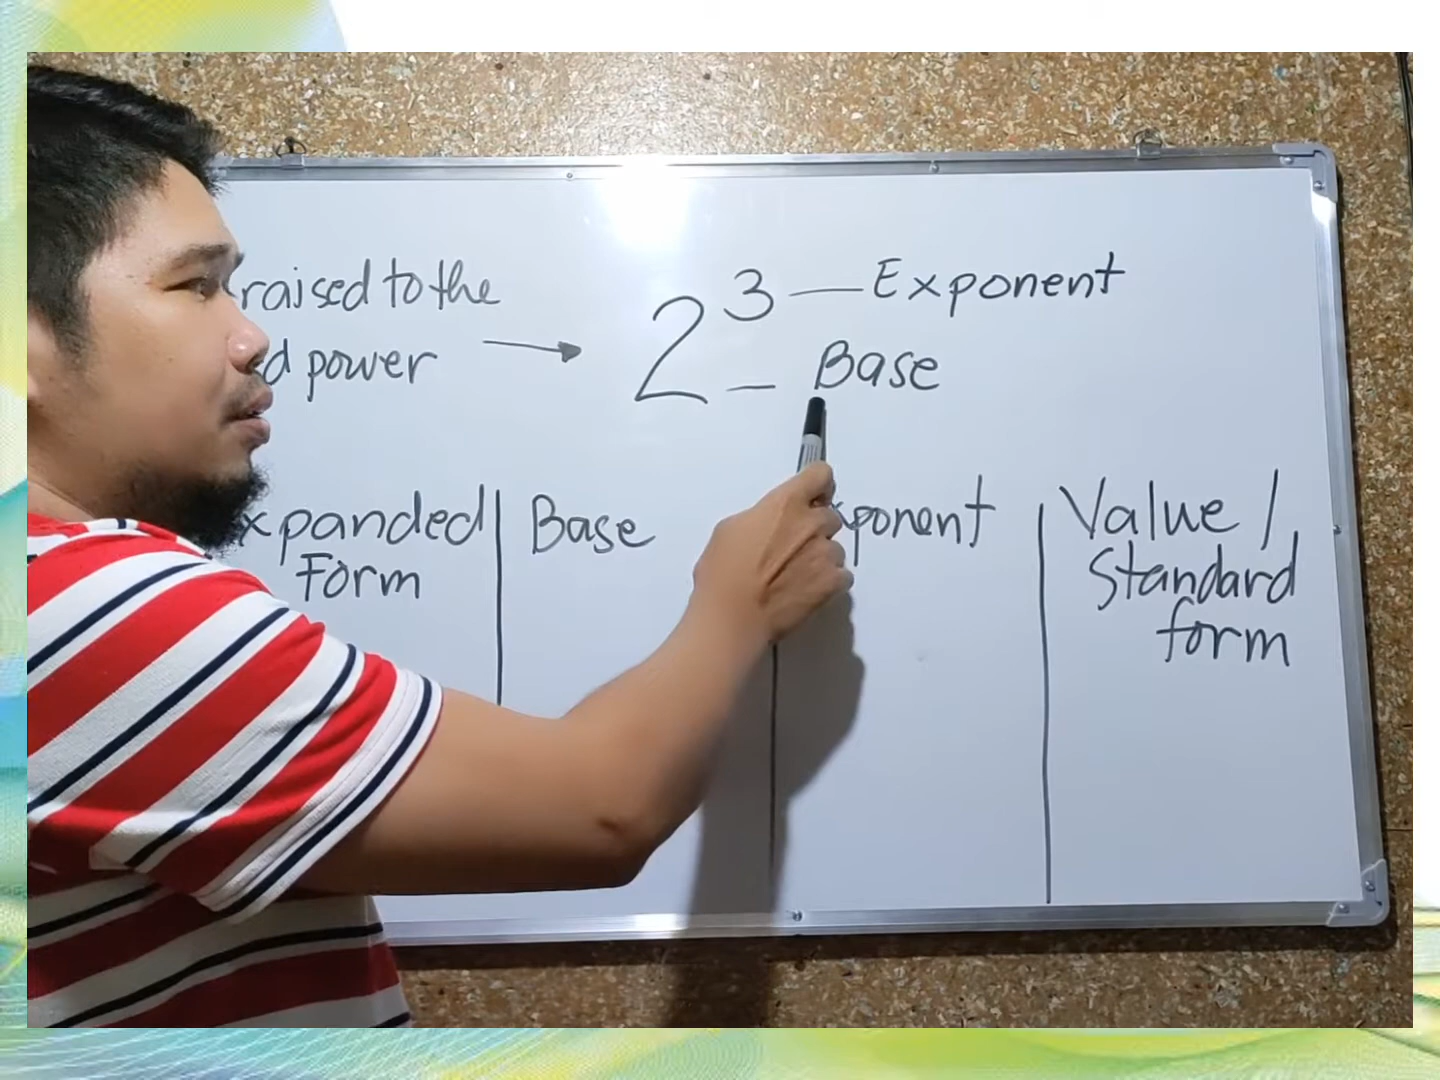 raised to the
power
2³ — Exponent
– Base
xpanded
Form
Base
xponent
Value /
Standard
form